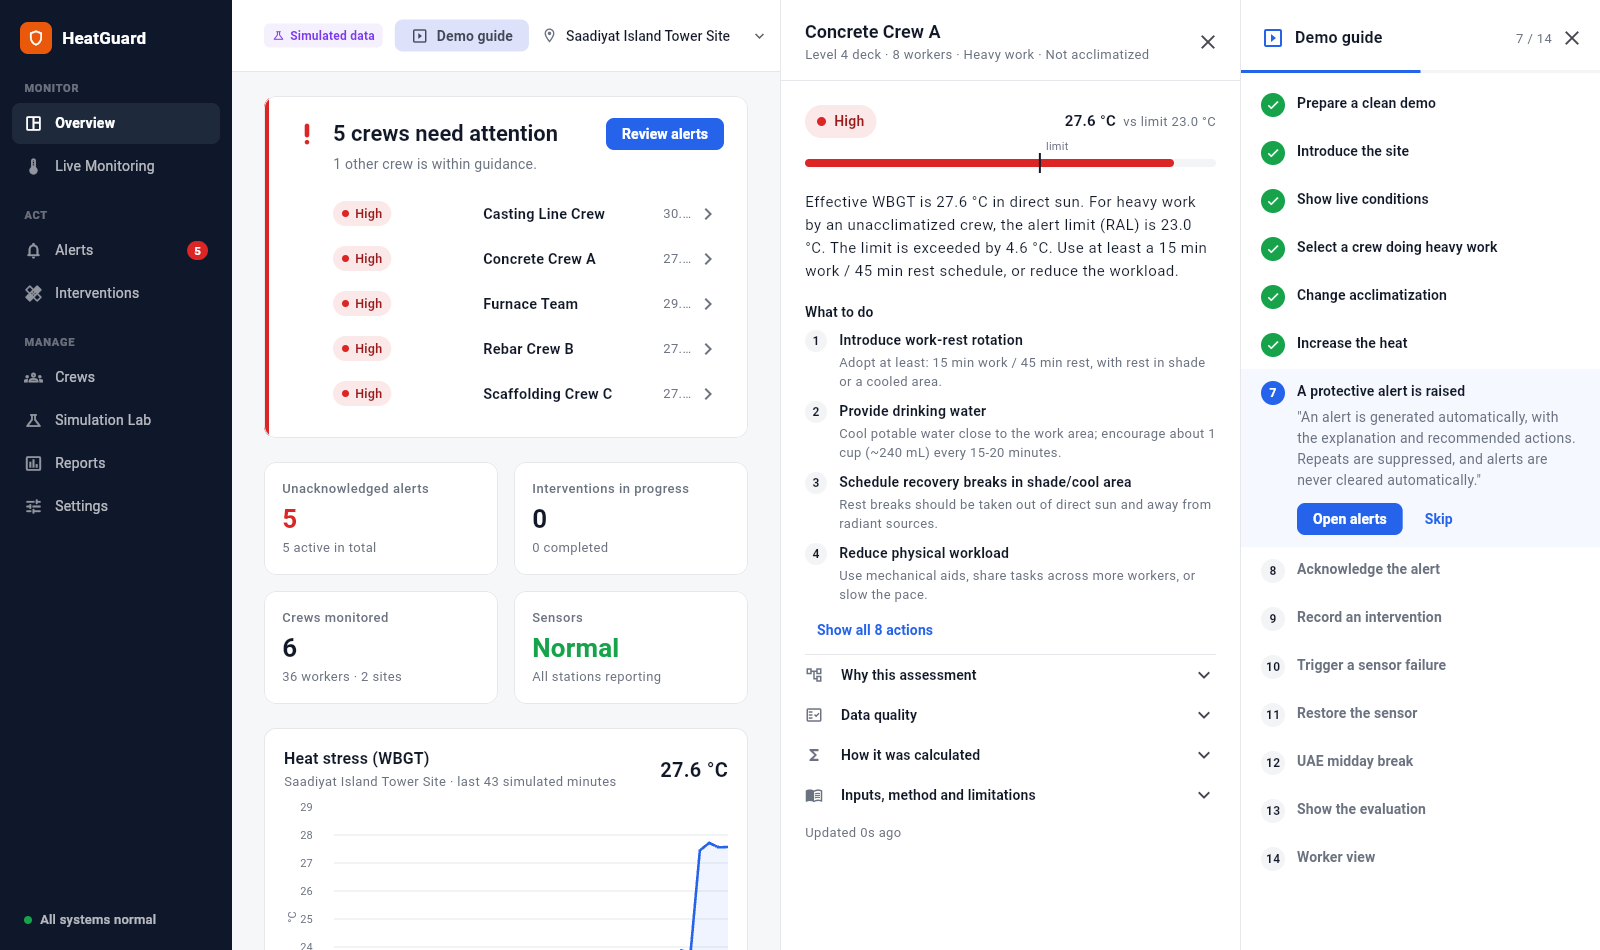 HeatGuard
MONITOR
Overview
Live Monitoring
ACT
Alerts
5
Interventions
MANAGE
Crews
Simulation Lab
Reports
Settings
All systems normal
Simulated data
Demo guide
Saadiyat Island Tower Site
5 crews need attention
Review alerts
1 other crew is within guidance.
High Casting Line Crew 30....
High Concrete Crew A 27....
High Furnace Team 29....
High Rebar Crew B 27....
High Scaffolding Crew C 27....
Unacknowledged alerts
5
5 active in total
Interventions in progress
0
0 completed
Crews monitored
6
36 workers · 2 sites
Sensors
Normal
All stations reporting
Heat stress (WBGT)
Saadiyat Island Tower Site · last 43 simulated minutes
27.6 °C
29
28
27
26
25
24
°C
Concrete Crew A
Level 4 deck · 8 workers · Heavy work · Not acclimatized
High
27.6 °C vs limit 23.0 °C
limit
Effective WBGT is 27.6 °C in direct sun. For heavy work
by an unacclimatized crew, the alert limit (RAL) is 23.0
°C. The limit is exceeded by 4.6 °C. Use at least a 15 min
work / 45 min rest schedule, or reduce the workload.
What to do
1 Introduce work-rest rotation
Adopt at least: 15 min work / 45 min rest, with rest in shade
or a cooled area.
2 Provide drinking water
Cool potable water close to the work area; encourage about 1
cup (~240 mL) every 15-20 minutes.
3 Schedule recovery breaks in shade/cool area
Rest breaks should be taken out of direct sun and away from
radiant sources.
4 Reduce physical workload
Use mechanical aids, share tasks across more workers, or
slow the pace.
Show all 8 actions
Why this assessment
Data quality
Σ How it was calculated
Inputs, method and limitations
Updated 0s ago
Demo guide
7 / 14
Prepare a clean demo
Introduce the site
Show live conditions
Select a crew doing heavy work
Change acclimatization
Increase the heat
7 A protective alert is raised
"An alert is generated automatically, with
the explanation and recommended actions.
Repeats are suppressed, and alerts are
never cleared automatically."
Open alerts
Skip
8 Acknowledge the alert
9 Record an intervention
10 Trigger a sensor failure
11 Restore the sensor
12 UAE midday break
13 Show the evaluation
14 Worker view